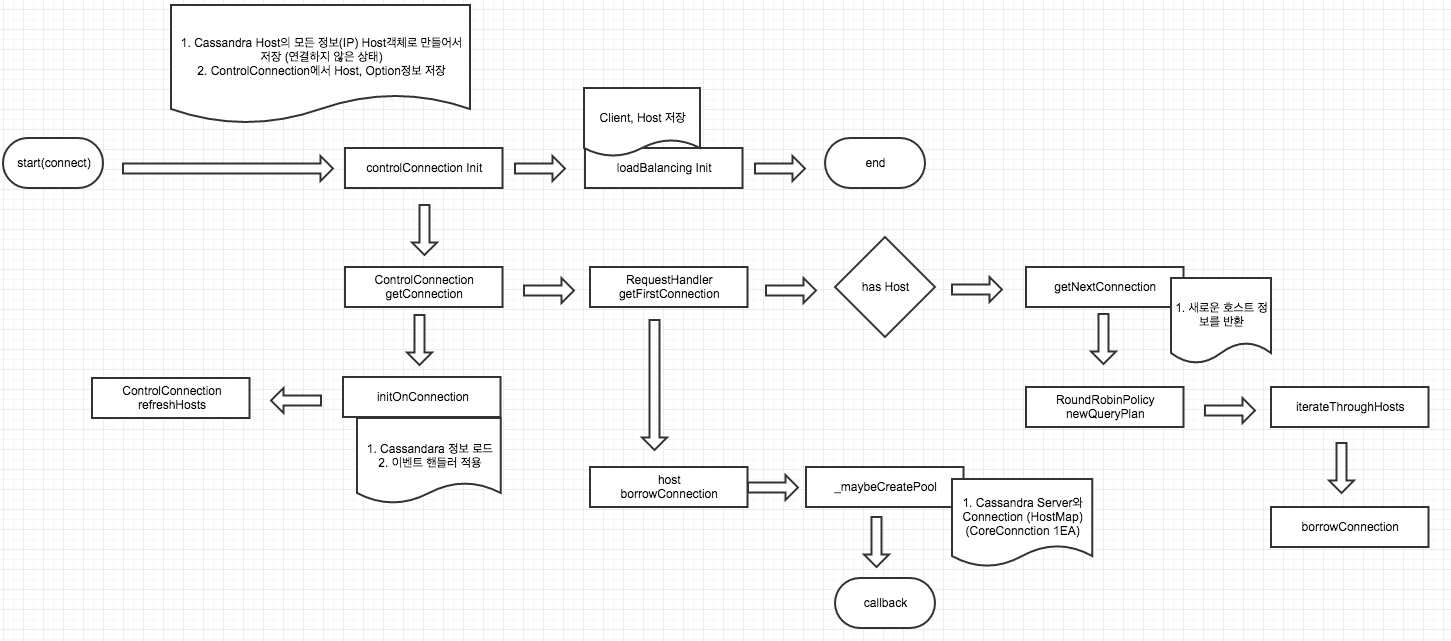 1. Cassandra Host의 모든 정보(IP) Host객체로 만들어서
저장 (연결하지 않은 상태)
2. ControlConnection에서 Host, Option정보 저장
Client, Host 저장
start(connect)
controlConnection Init
loadBalancing Init
end
ControlConnection
getConnection
RequestHandler
getFirstConnection
has Host
getNextConnection
1. 새로운 호스트 정
보를 반환
ControlConnection
refreshHosts
initOnConnection
RoundRobinPolicy
newQueryPlan
iterateThroughHosts
1. Cassandara 정보 로드
2. 이벤트 핸들러 적용
host
borrowConnection
_maybeCreatePool
1. Cassandra Server와
Connection (HostMap)
(CoreConnction 1EA)
borrowConnection
callback